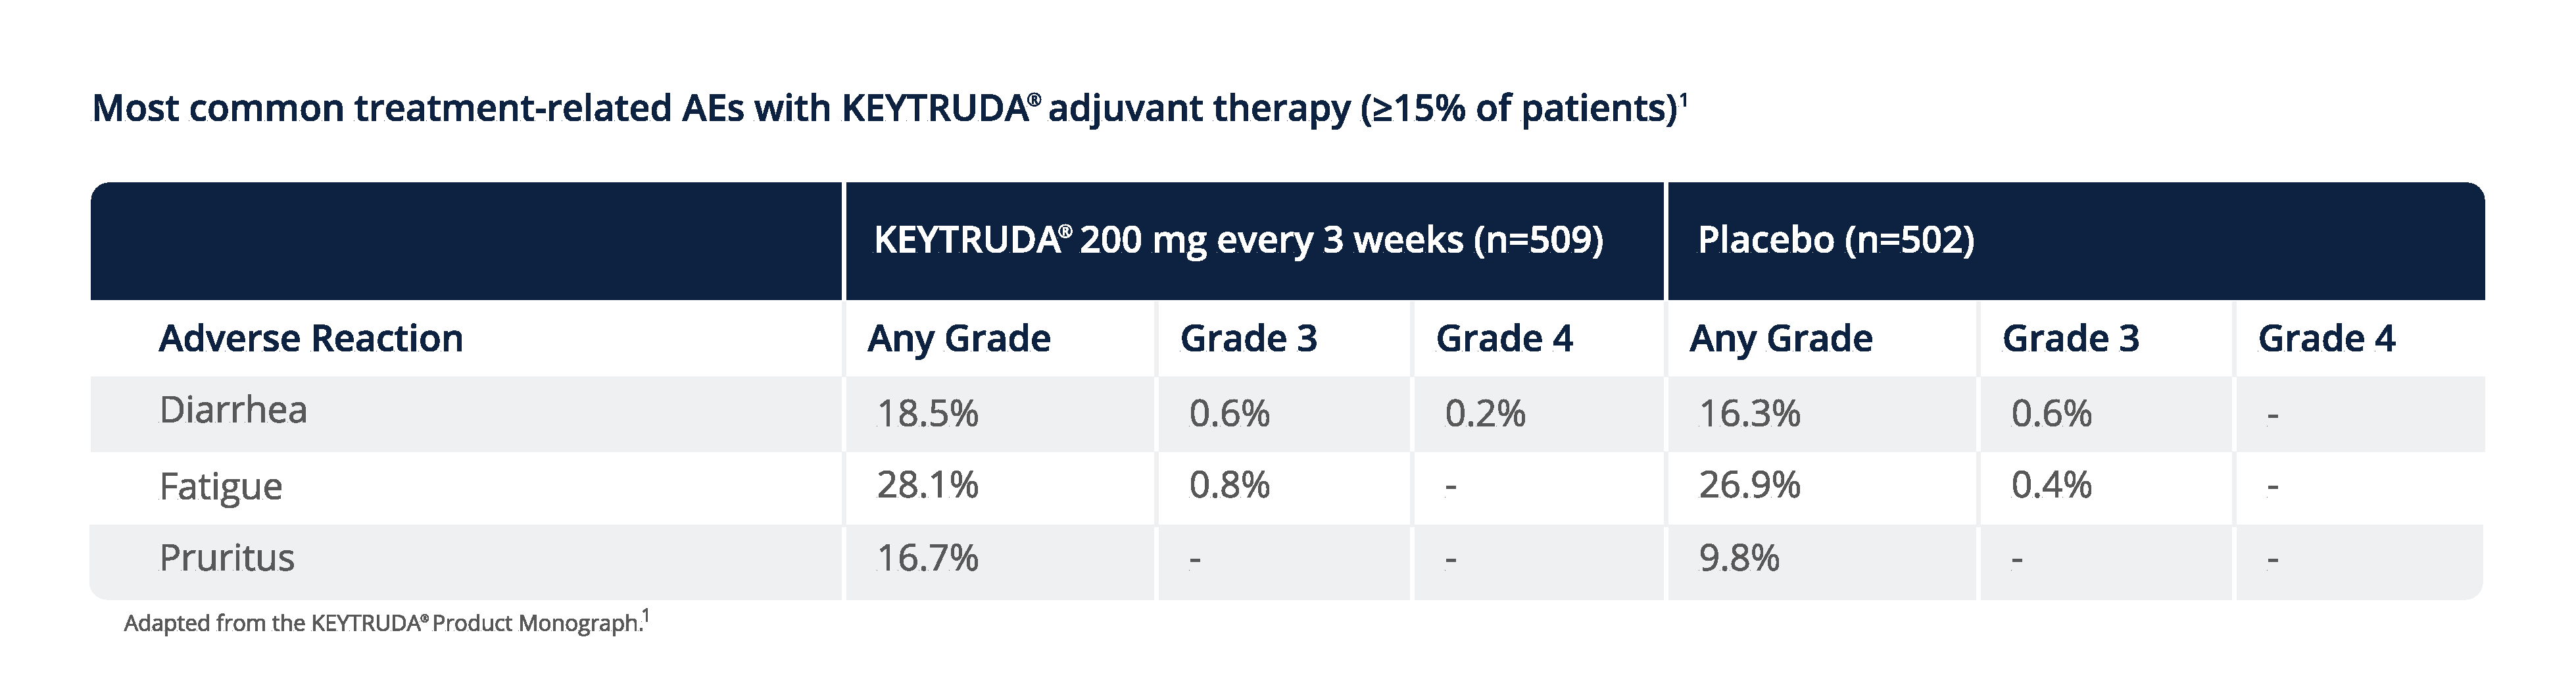 Most common treatment-related AEs with KEYTRUDA® adjuvant therapy (≥15% of patients)¹
KEYTRUDA® 200 mg every 3 weeks (n=509) Placebo (n=502)
Adverse Reaction Any Grade Grade 3 Grade 4 Any Grade Grade 3 Grade 4
Diarrhea 18.5% 0.6% 0.2% 16.3% 0.6% -
Fatigue 28.1% 0.8% - 26.9% 0.4% -
Pruritus 16.7% - - 9.8% - -
Adapted from the KEYTRUDA® Product Monograph.¹